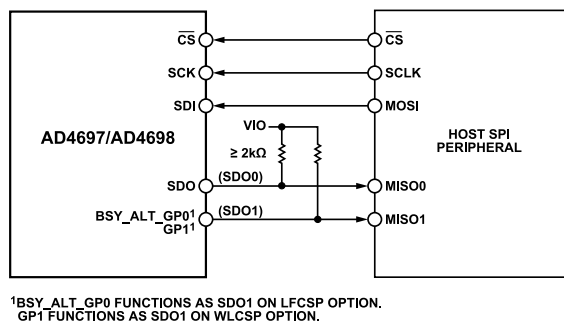 CS CS
SCK SCLK
SDI MOSI
AD4697/AD4698
VIO
≥ 2kΩ
HOST SPI
PERIPHERAL
SDO (SDO0) MISO0
BSY_ALT_GP0¹ (SDO1) MISO1
GP1¹
¹BSY_ALT_GP0 FUNCTIONS AS SDO1 ON LFCSP OPTION.
GP1 FUNCTIONS AS SDO1 ON WLCSP OPTION.